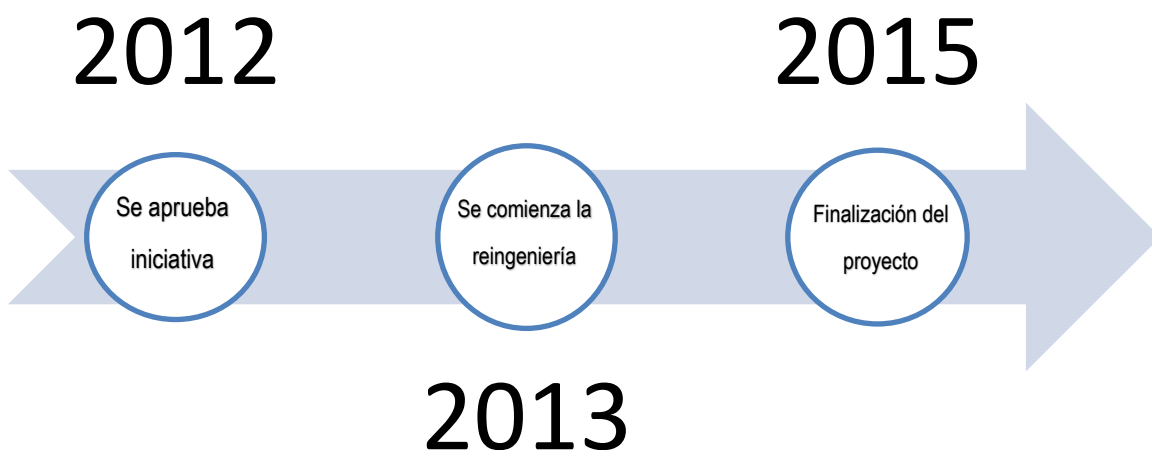 2012
2015
Se aprueba
iniciativa
Se comienza la
reingeniería
Finalización del
proyecto
2013